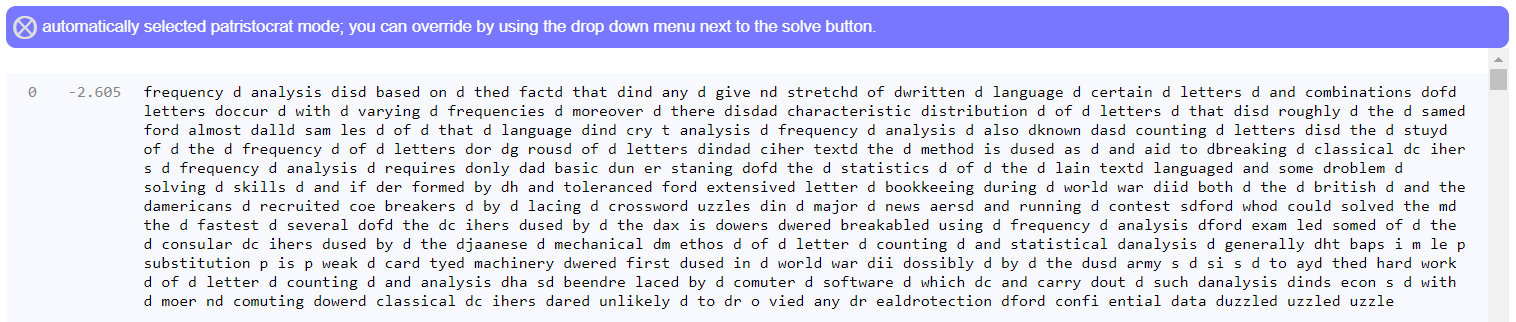 automatically selected patristocrat mode; you can override by using the drop down menu next to the solve button.
0 -2.605 frequency d analysis disd based on d thed factd that dind any d give nd stretchd of dwritten d language d certain d letters d and combinations dofd
letters doccur d with d varying d frequencies d moreover d there disdad characteristic distribution d of d letters d that disd roughly d the d samed
ford almost dalld sam les d of d that d language dind cry t analysis d frequency d analysis d also dknown dasd counting d letters disd the d stuyd
of d the d frequency d of d letters dor dg rousd of d letters dindad ciher textd the d method is dused as d and aid to dbreaking d classical dc iher
s d frequency d analysis d requires donly dad basic dun er staning dofd the d statistics d of d the d lain textd languaged and some droblem d
solving d skills d and if der formed by dh and toleranced ford extensived letter d bookkeeing during d world war diid both d the d british d and the
damericans d recruited coe breakers d by d lacing d crossword uzzles din d major d news aersd and running d contest sdford whod could solved the md
the d fastest d several dofd the dc ihers dused by d the dax is dowers dwered breakabled using d frequency d analysis dford exam led somed of d the
d consular dc ihers dused by d the djaanese d mechanical dm ethos d of d letter d counting d and statistical danalysis d generally dht baps i m le p
substitution p is p weak d card tyed machinery dwered first dused in d world war dii dossibly d by d the dusd army s d si s d to ayd thed hard work
d of d letter d counting d and analysis dha sd beendre laced by d comuter d software d which dc and carry dout d such danalysis dinds econ s d with
d moer nd comuting dowerd classical dc ihers dared unlikely d to dr o vied any dr ealdrotection dford confi ential data duzzled uzzled uzzle